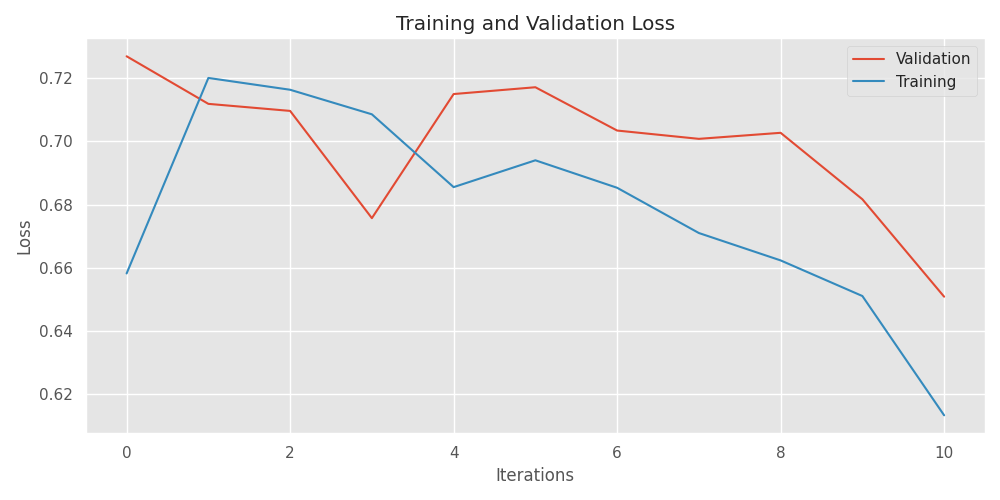 Training and Validation Loss
Validation
Training
0.72
0.70
0.68
0.66
0.64
0.62
Loss
0
2
4
6
8
10
Iterations